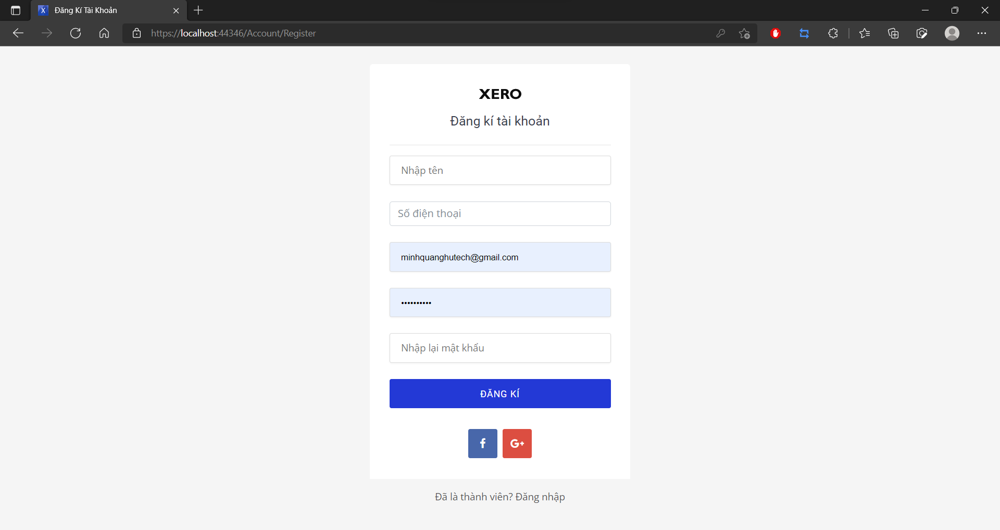 Đăng Kí Tài Khoản
https://localhost:44346/Account/Register
XERO
Đăng kí tài khoản
Nhập tên
Số điện thoại
minhquanghutech@gmail.com
••••••••••
Nhập lại mật khẩu
ĐĂNG KÍ
f G+
Đã là thành viên? Đăng nhập